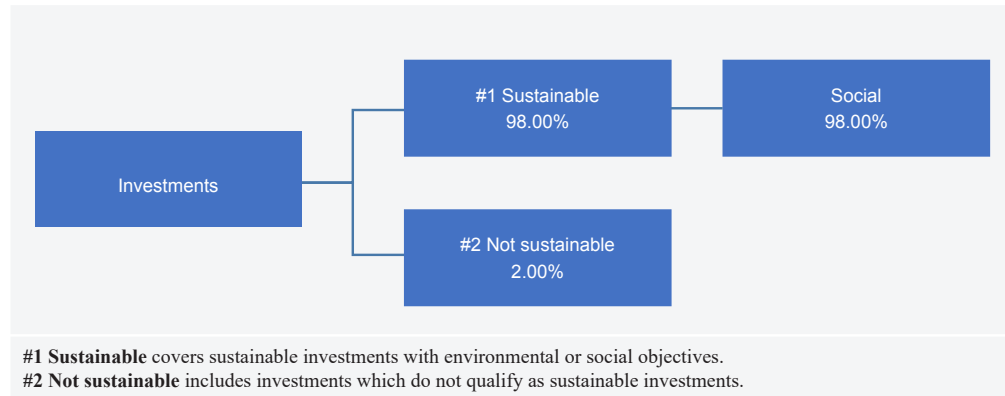 #1 Sustainable
98.00%
Social
98.00%
Investments
#2 Not sustainable
2.00%
#1 Sustainable covers sustainable investments with environmental or social objectives.
#2 Not sustainable includes investments which do not qualify as sustainable investments.